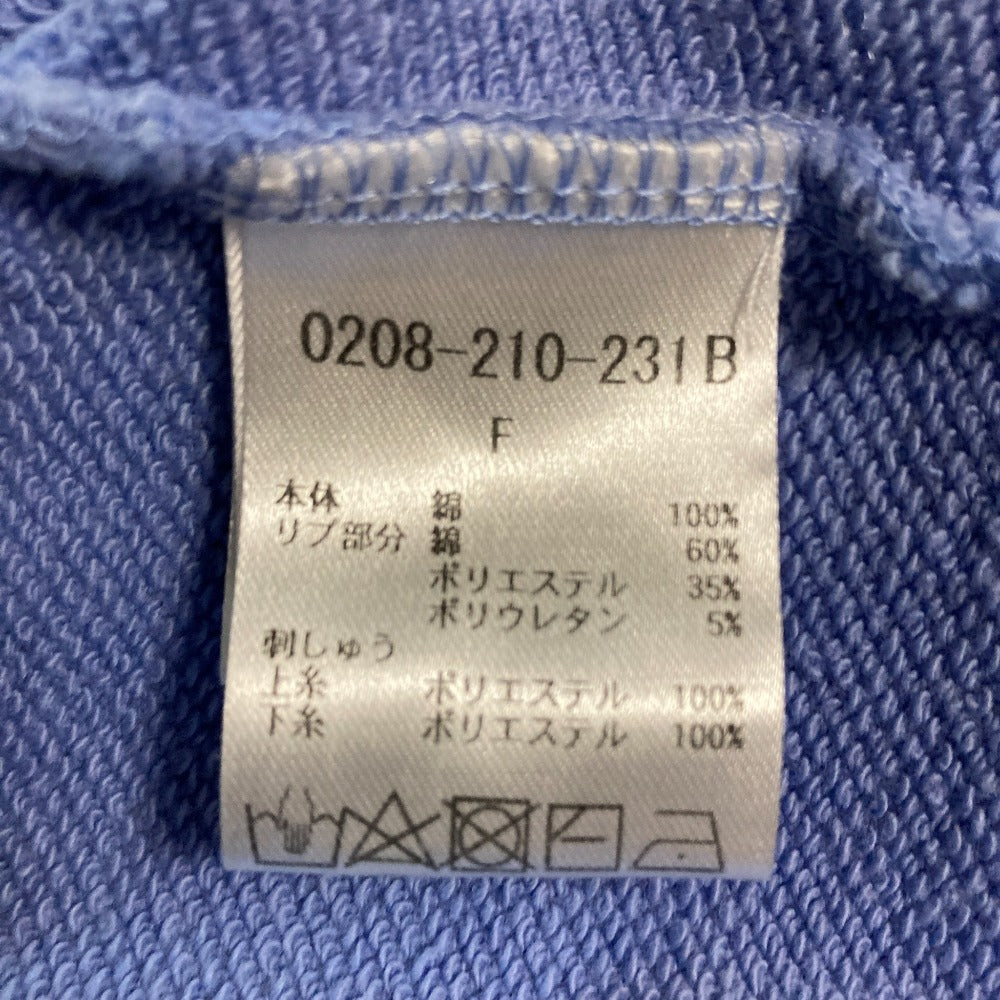 0208-210-231B
F
本体 綿 100%
リブ部分 綿 60%
ポリエステル 35%
ポリウレタン 5%
刺しゅう
上糸 ポリエステル 100%
下糸 ポリエステル 100%